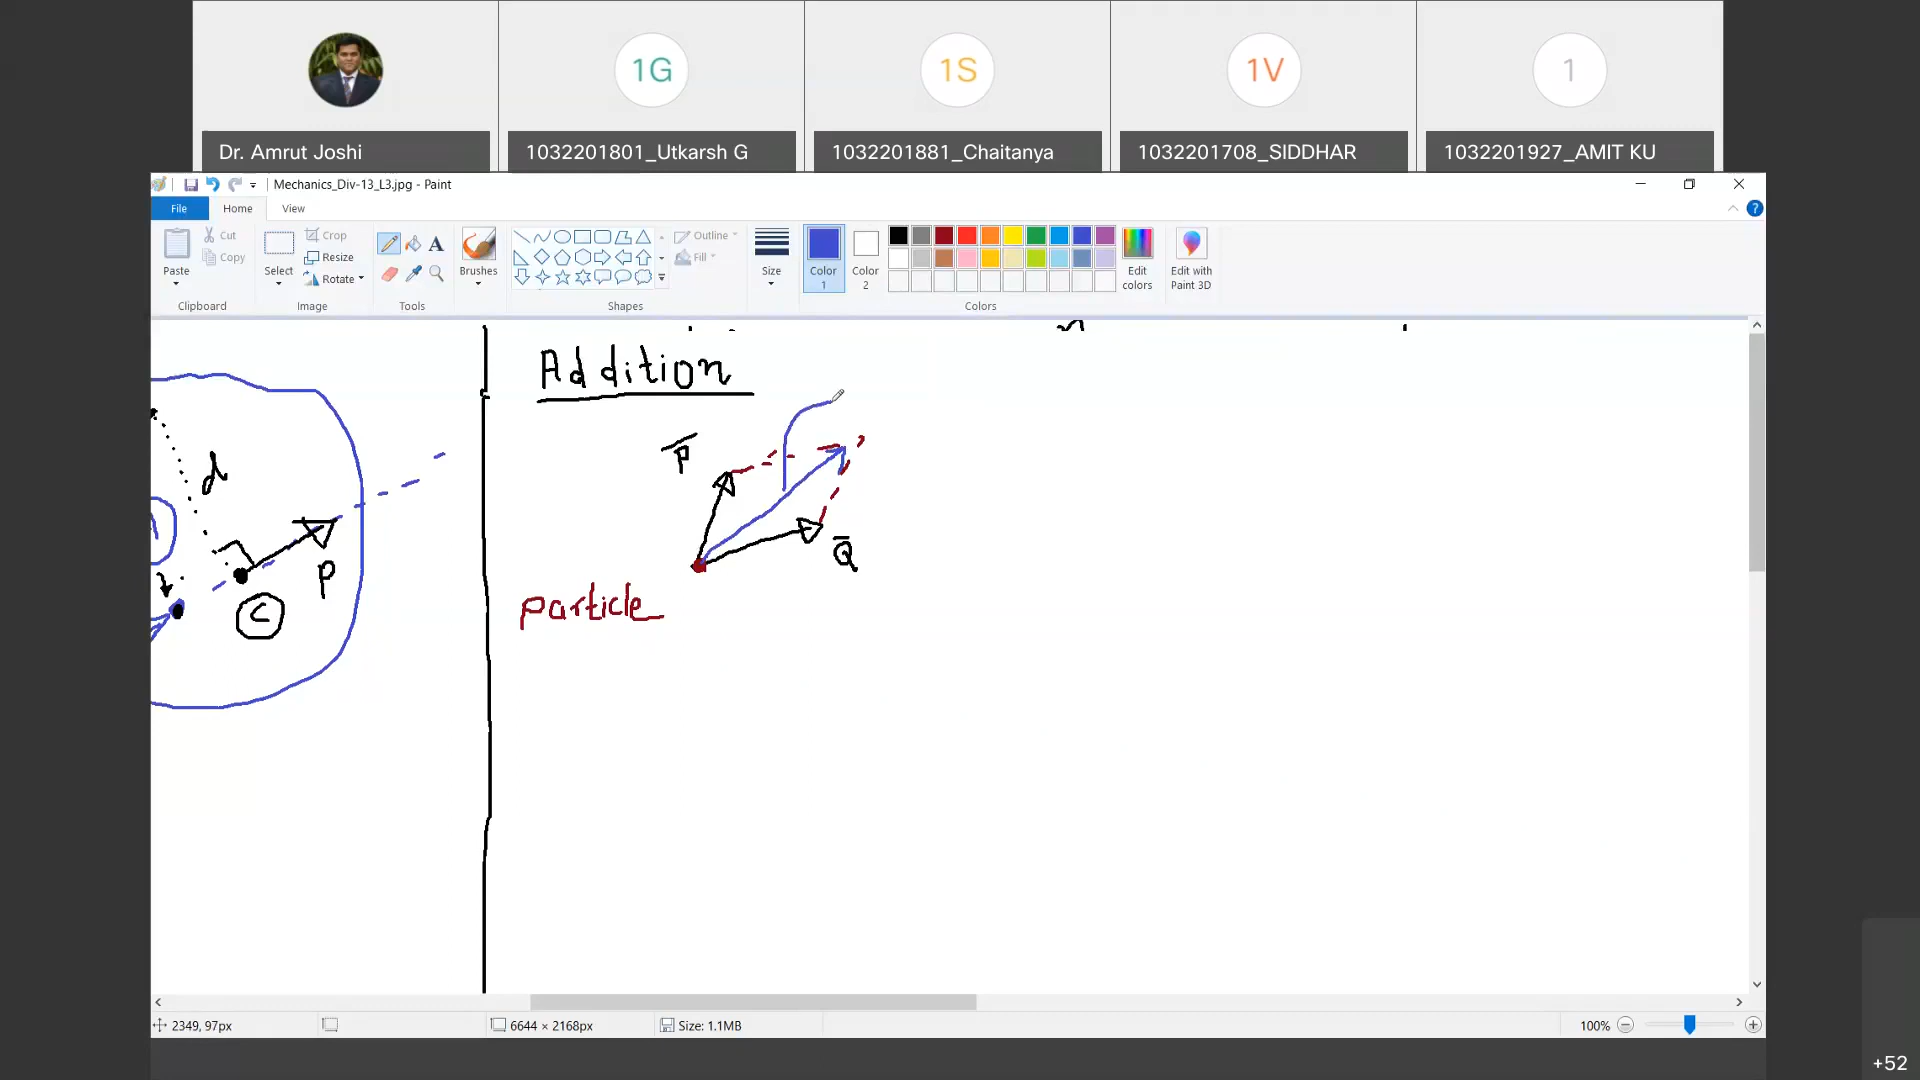 1G
1S
1V
1
Dr. Amrut Joshi
1032201801_Utkarsh G
1032201881_Chaitanya
1032201708_SIDDHAR
1032201927_AMIT KU
Mechanics_Div-13_L3.jpg - Paint
File Home View
Paste
Cut
Copy
Clipboard
Select
Crop
Resize
Rotate
Image
A
Tools
Brushes
Shapes
Outline
Fill
Size
Color 1
Color 2
Edit colors
Colors
Edit with Paint 3D
?
Addition
P
Q
particle
d
P
C
2349, 97px
6644 × 2168px
Size: 1.1MB
100%
+52